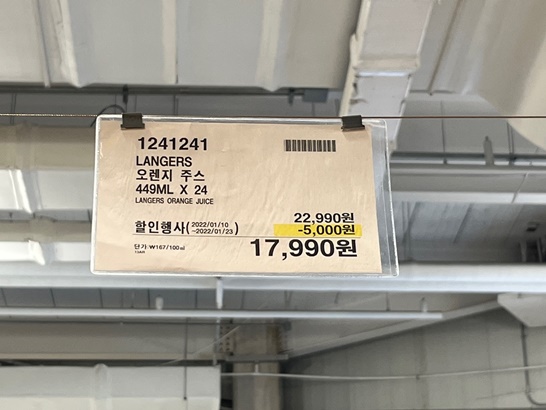 1241241
LANGERS
오렌지 주스
449ML X 24
LANGERS ORANGE JUICE
22,990원
할인행사(2022/01/10 ~2022/01/23) -5,000원
17,990원
단가:₩167/100㎖